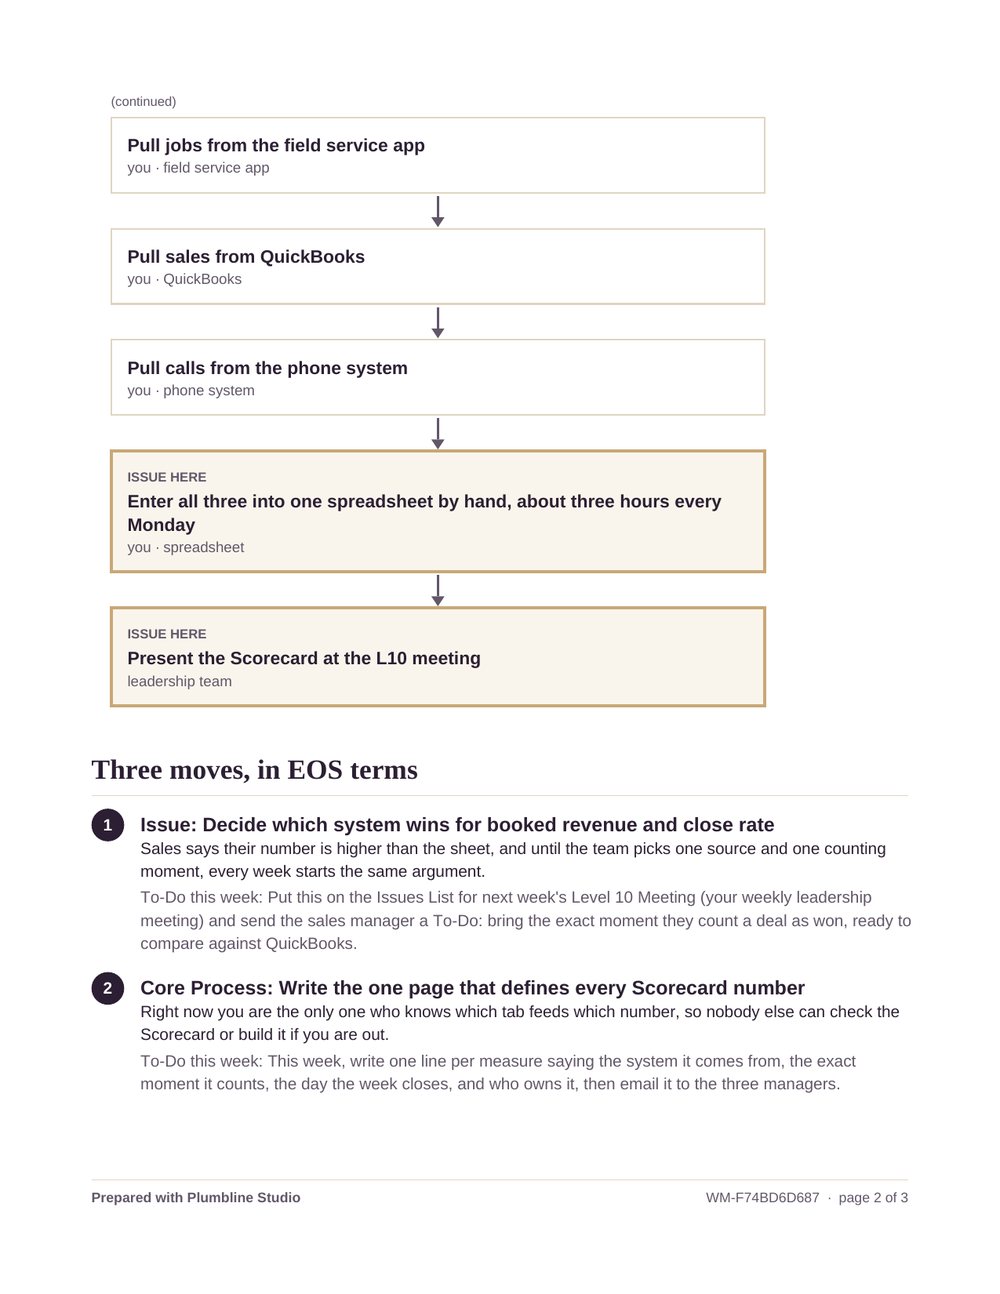 (continued)
Pull jobs from the field service app
you · field service app
Pull sales from QuickBooks
you · QuickBooks
Pull calls from the phone system
you · phone system
ISSUE HERE
Enter all three into one spreadsheet by hand, about three hours every
Monday
you · spreadsheet
ISSUE HERE
Present the Scorecard at the L10 meeting
leadership team
Three moves, in EOS terms
1
Issue: Decide which system wins for booked revenue and close rate
Sales says their number is higher than the sheet, and until the team picks one source and one counting
moment, every week starts the same argument.
To-Do this week: Put this on the Issues List for next week's Level 10 Meeting (your weekly leadership
meeting) and send the sales manager a To-Do: bring the exact moment they count a deal as won, ready to
compare against QuickBooks.
2
Core Process: Write the one page that defines every Scorecard number
Right now you are the only one who knows which tab feeds which number, so nobody else can check the
Scorecard or build it if you are out.
To-Do this week: This week, write one line per measure saying the system it comes from, the exact
moment it counts, the day the week closes, and who owns it, then email it to the three managers.
Prepared with Plumbline Studio
WM-F74BD6D687 · page 2 of 3